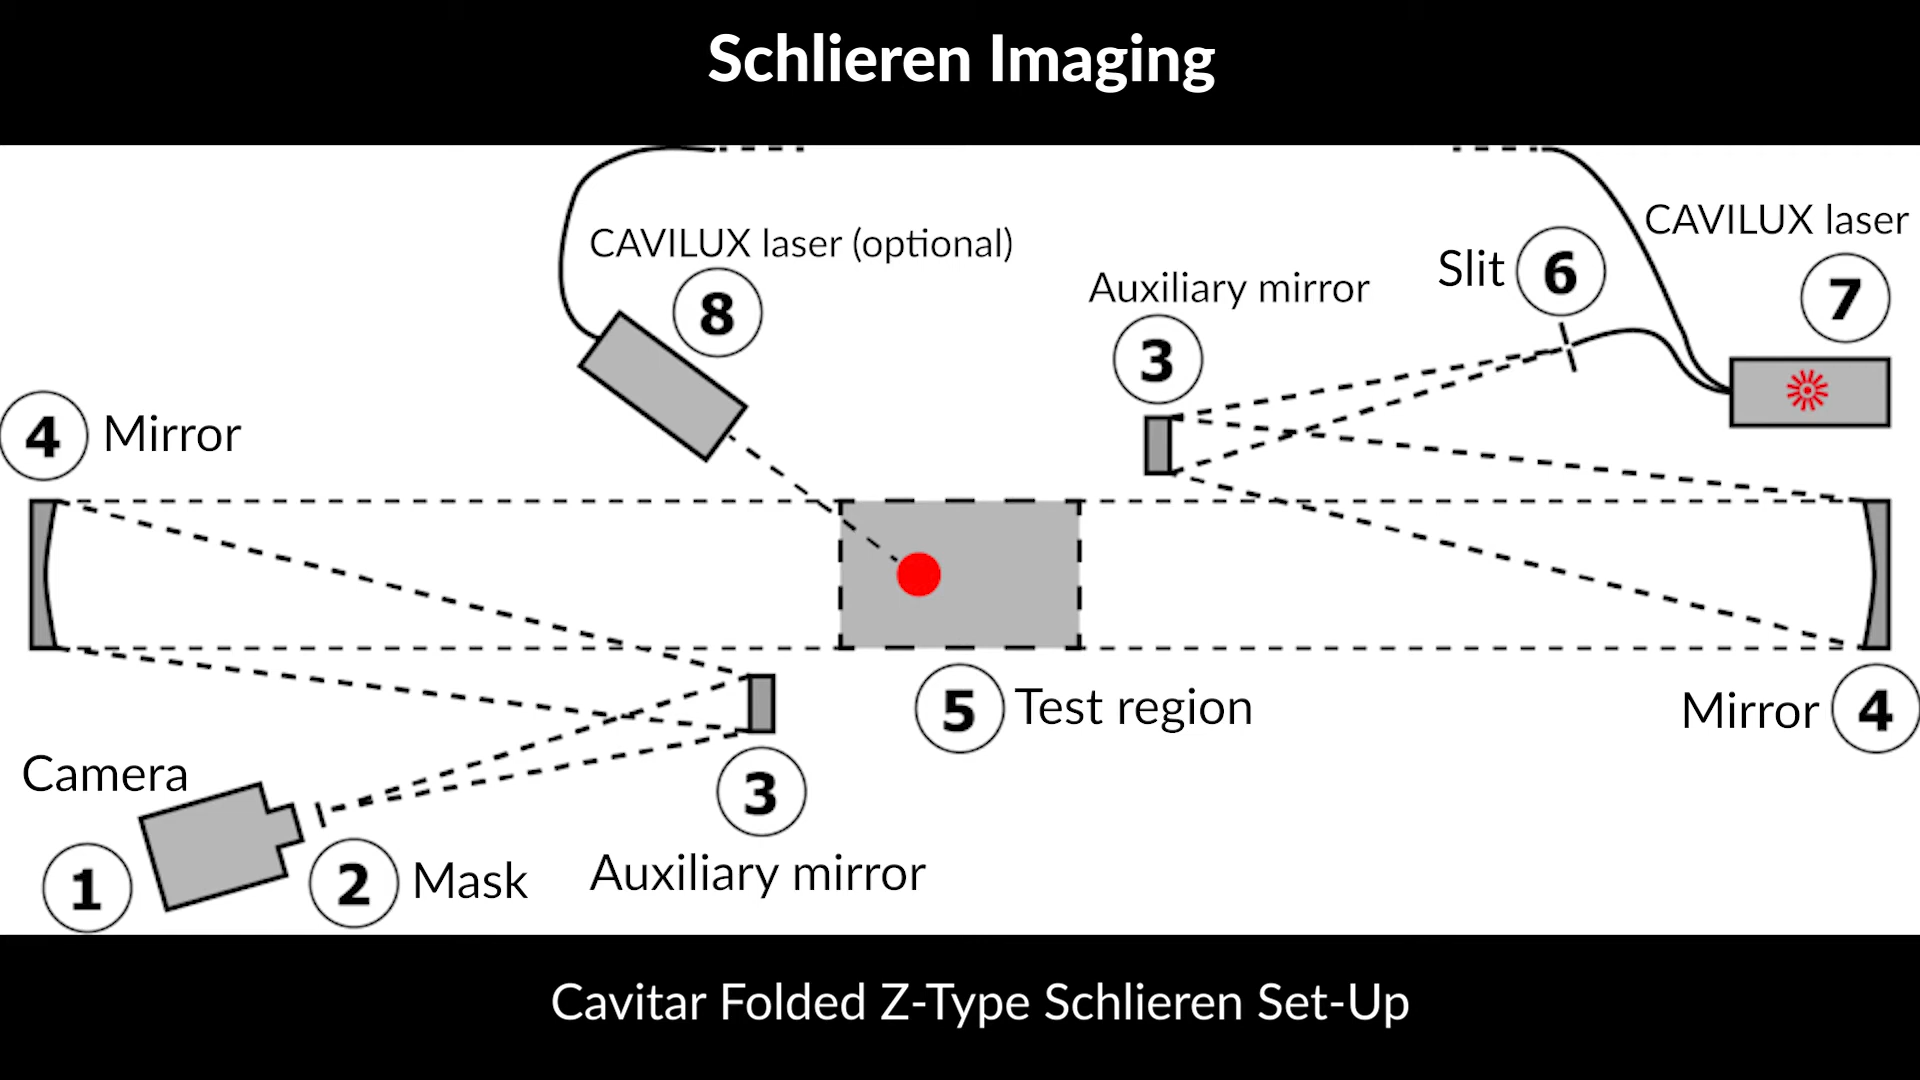 Schlieren Imaging
CAVILUX laser
CAVILUX laser (optional)
Slit 6
7
8
Auxiliary mirror
3
4 Mirror
5 Test region
Mirror 4
Camera
3
1
2 Mask
Auxiliary mirror
Cavitar Folded Z-Type Schlieren Set-Up